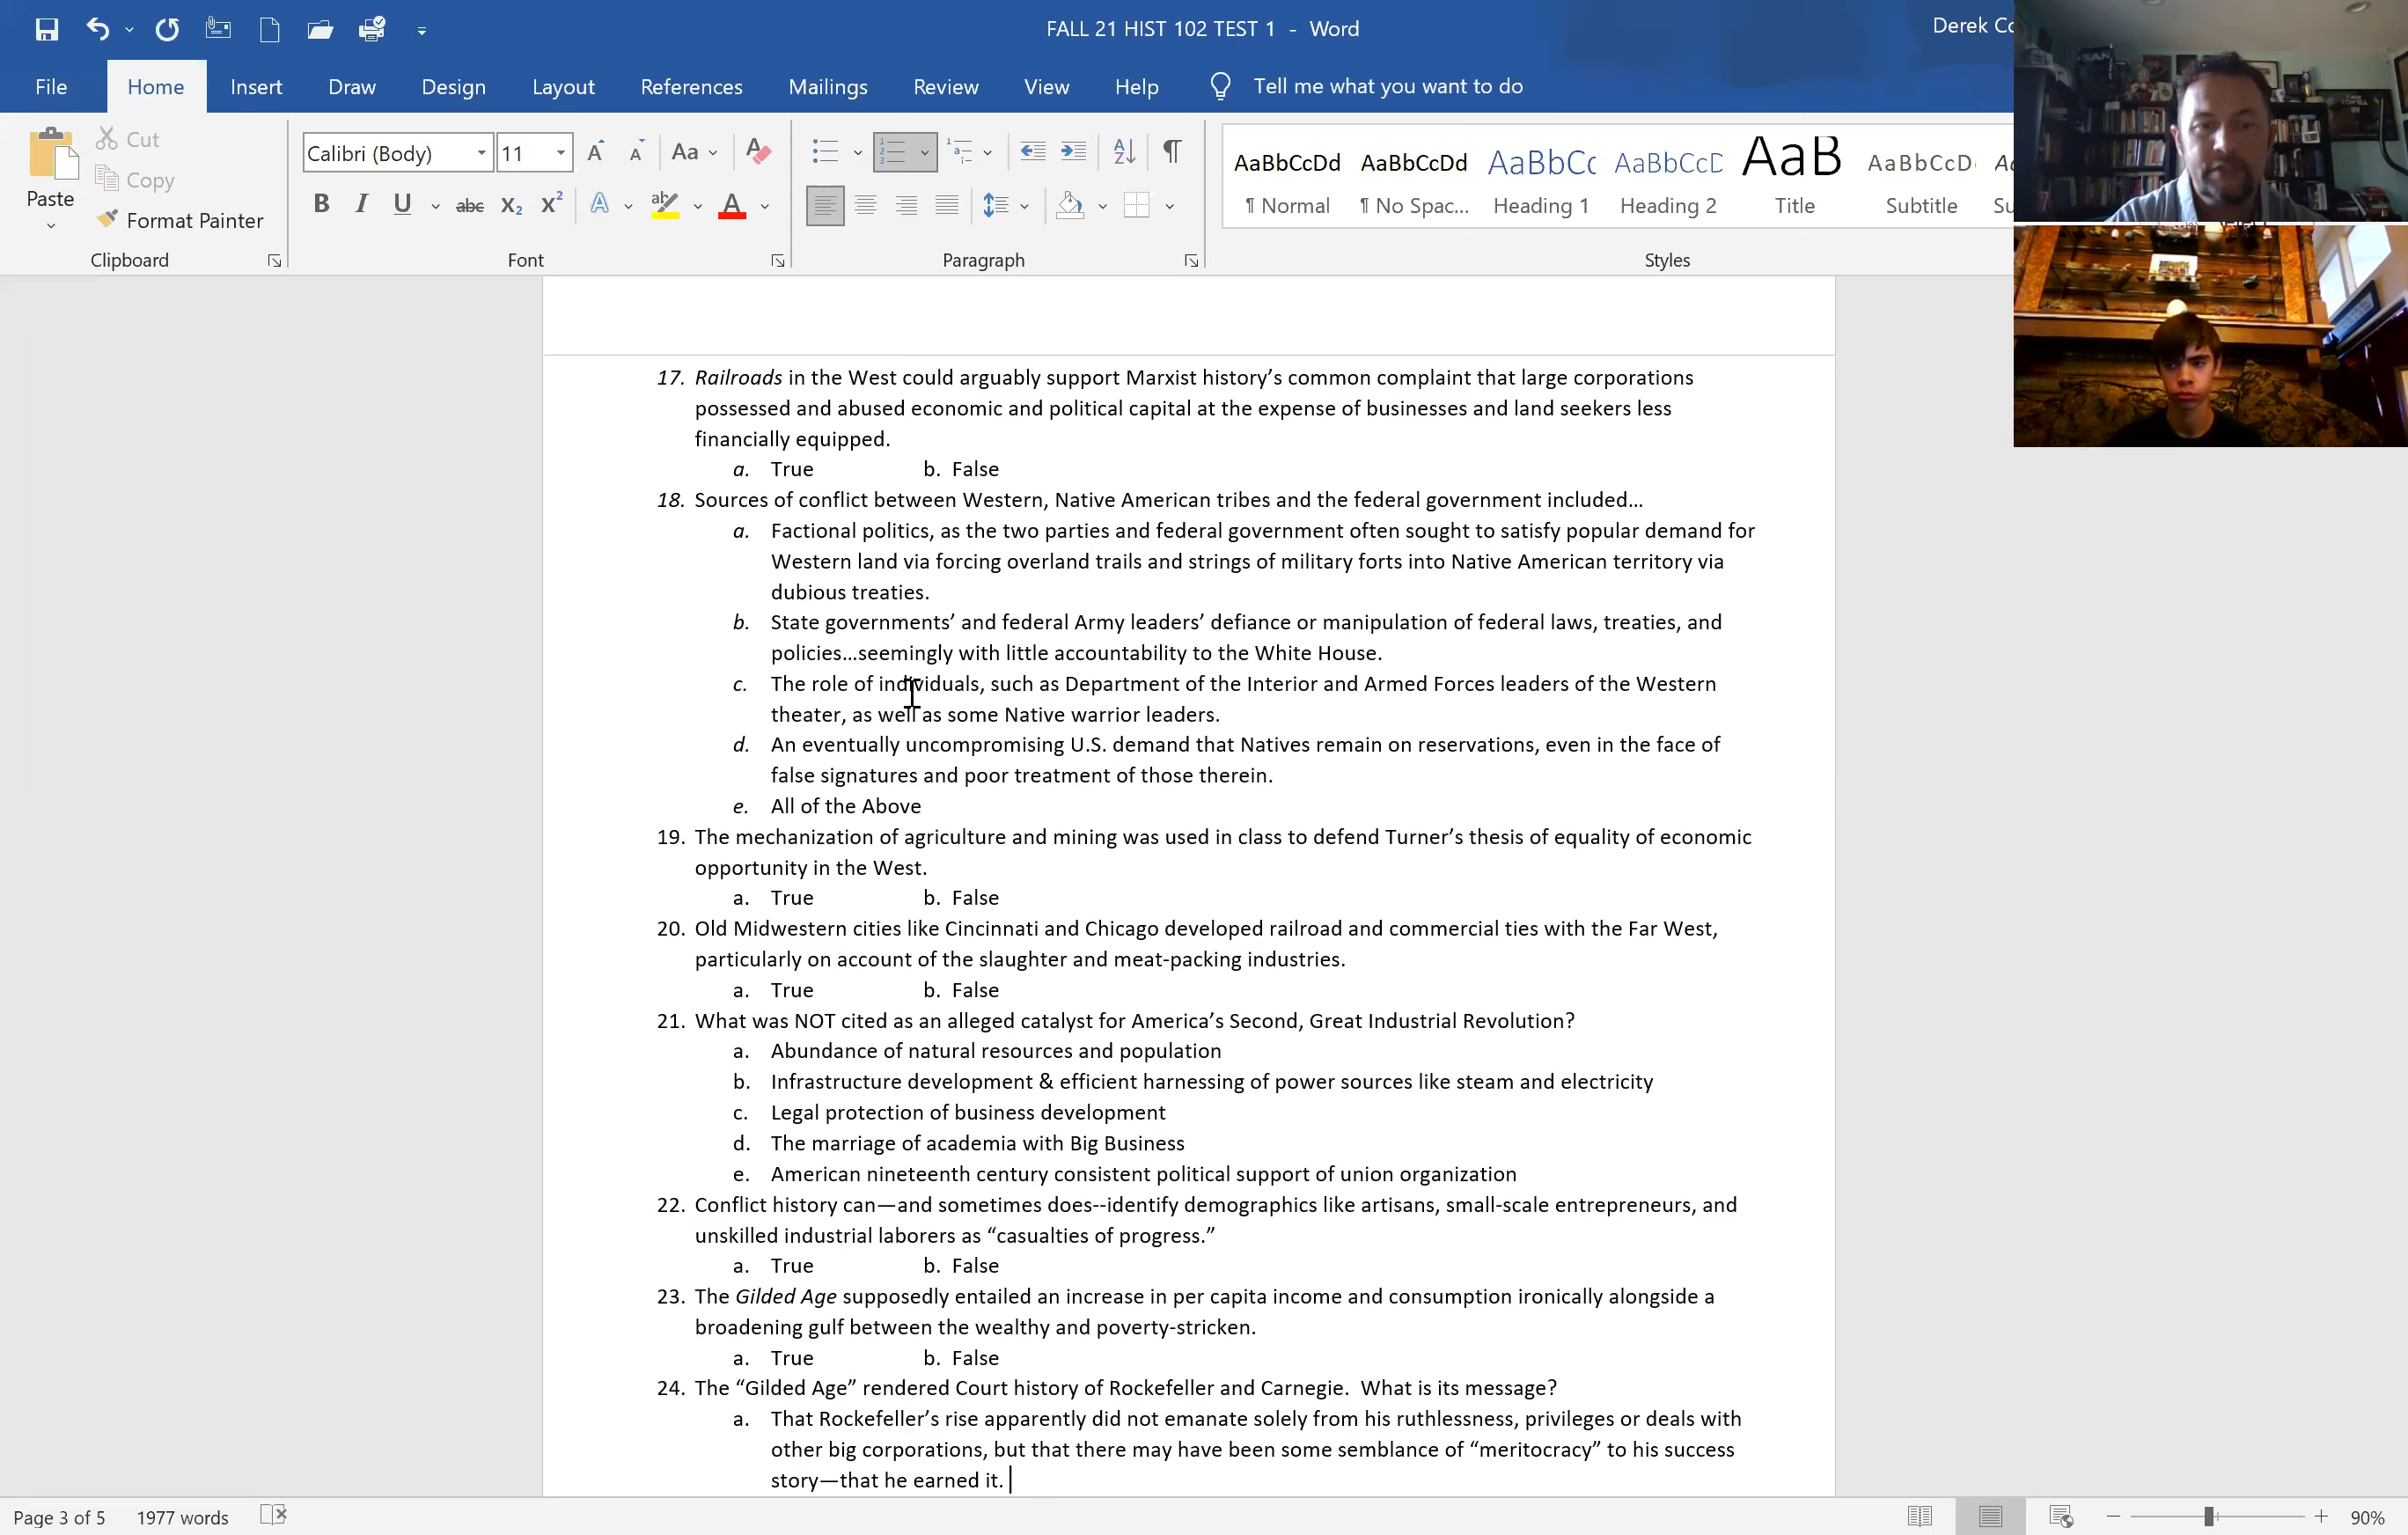 FALL 21 HIST 102 TEST 1 - Word
Derek
File Home Insert Draw Design Layout References Mailings Review View Help Tell me what you want to do
Cut
Copy
Paste
Format Painter
Clipboard
Calibri (Body) 11
Font
Paragraph
AaBbCcDd AaBbCcDd AaBbCc AaBbCcD AaB AaBbCcD
¶ Normal ¶ No Spac... Heading 1 Heading 2 Title Subtitle
Styles
17. Railroads in the West could arguably support Marxist history’s common complaint that large corporations
possessed and abused economic and political capital at the expense of businesses and land seekers less
financially equipped.
a. True b. False
18. Sources of conflict between Western, Native American tribes and the federal government included…
a. Factional politics, as the two parties and federal government often sought to satisfy popular demand for
Western land via forcing overland trails and strings of military forts into Native American territory via
dubious treaties.
b. State governments’ and federal Army leaders’ defiance or manipulation of federal laws, treaties, and
policies…seemingly with little accountability to the White House.
c. The role of individuals, such as Department of the Interior and Armed Forces leaders of the Western
theater, as well as some Native warrior leaders.
d. An eventually uncompromising U.S. demand that Natives remain on reservations, even in the face of
false signatures and poor treatment of those therein.
e. All of the Above
19. The mechanization of agriculture and mining was used in class to defend Turner’s thesis of equality of economic
opportunity in the West.
a. True b. False
20. Old Midwestern cities like Cincinnati and Chicago developed railroad and commercial ties with the Far West,
particularly on account of the slaughter and meat-packing industries.
a. True b. False
21. What was NOT cited as an alleged catalyst for America’s Second, Great Industrial Revolution?
a. Abundance of natural resources and population
b. Infrastructure development & efficient harnessing of power sources like steam and electricity
c. Legal protection of business development
d. The marriage of academia with Big Business
e. American nineteenth century consistent political support of union organization
22. Conflict history can—and sometimes does--identify demographics like artisans, small-scale entrepreneurs, and
unskilled industrial laborers as “casualties of progress.”
a. True b. False
23. The Gilded Age supposedly entailed an increase in per capita income and consumption ironically alongside a
broadening gulf between the wealthy and poverty-stricken.
a. True b. False
24. The “Gilded Age” rendered Court history of Rockefeller and Carnegie. What is its message?
a. That Rockefeller’s rise apparently did not emanate solely from his ruthlessness, privileges or deals with
other big corporations, but that there may have been some semblance of “meritocracy” to his success
story—that he earned it.
Page 3 of 5 1977 words 90%